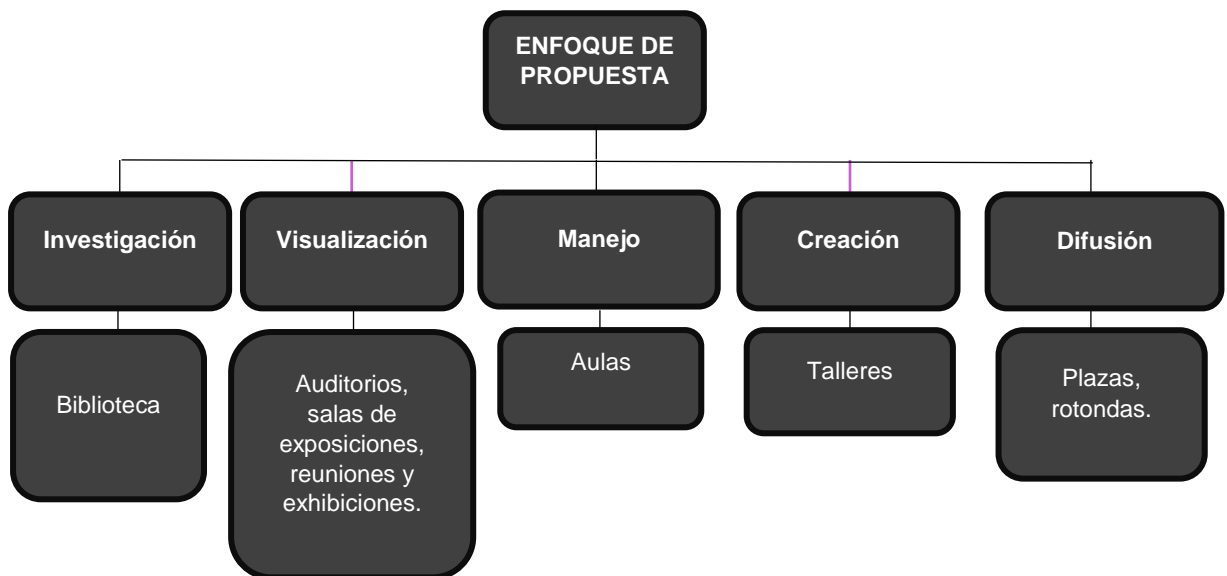 ENFOQUE DE
PROPUESTA
Investigación
Visualización
Manejo
Creación
Difusión
Biblioteca
Auditorios,
salas de
exposiciones,
reuniones y
exhibiciones.
Aulas
Talleres
Plazas,
rotondas.